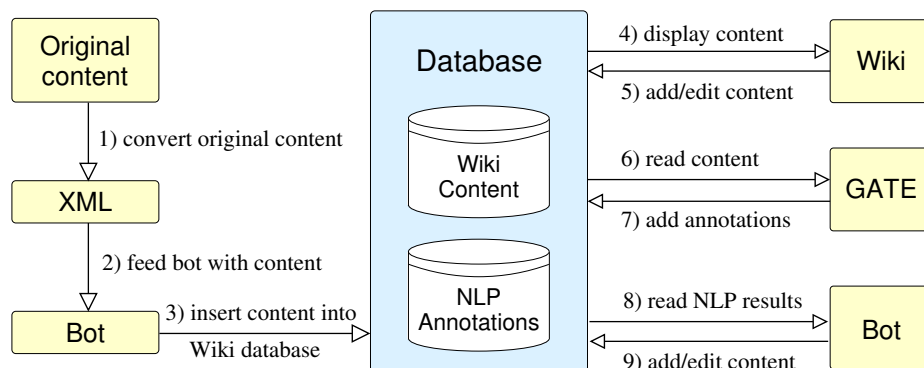 Original
content
1) convert original content
XML
2) feed bot with content
Bot
3) insert content into
Wiki database
Database
Wiki
Content
NLP
Annotations
4) display content
5) add/edit content
Wiki
6) read content
7) add annotations
GATE
8) read NLP results
9) add/edit content
Bot